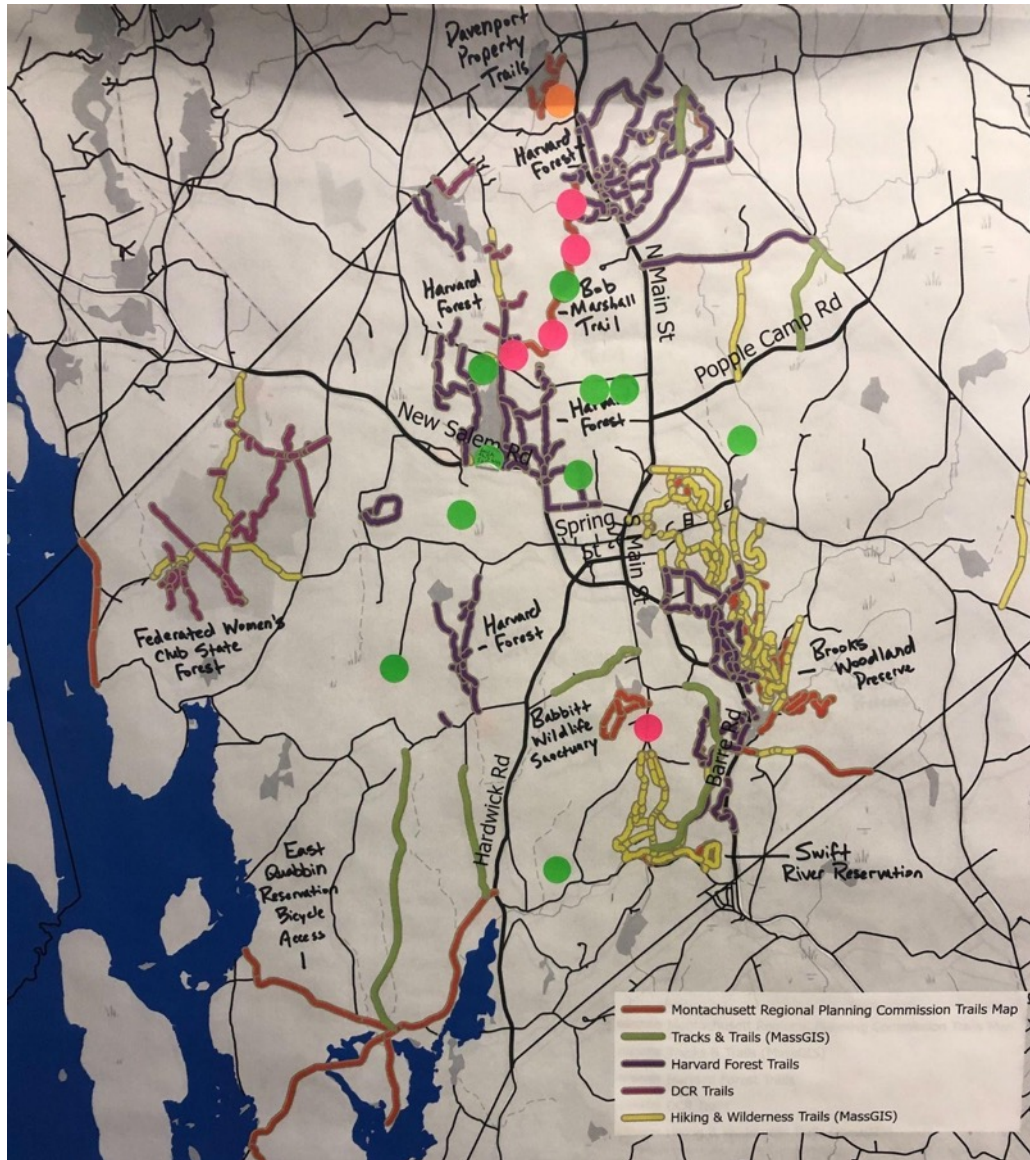 Davenport
Property
Trails
Harvard
Forest
N Main St
Harvard
Forest
Bob
Marshall
Trail
Popple Camp Rd
New Salem Rd
Forest
Spring
St
S Main St
Federated Women's
Club State
Forest
Harvard
Forest
Brooks
Woodland
Preserve
Babbitt
Wildlife
Sanctuary
Barre Rd
Hardwick Rd
East
Quabbin
Reservation
Bicycle
Access
Swift
River Reservation
Montachusett Regional Planning Commission Trails Map
Tracks & Trails (MassGIS)
Harvard Forest Trails
DCR Trails
Hiking & Wilderness Trails (MassGIS)